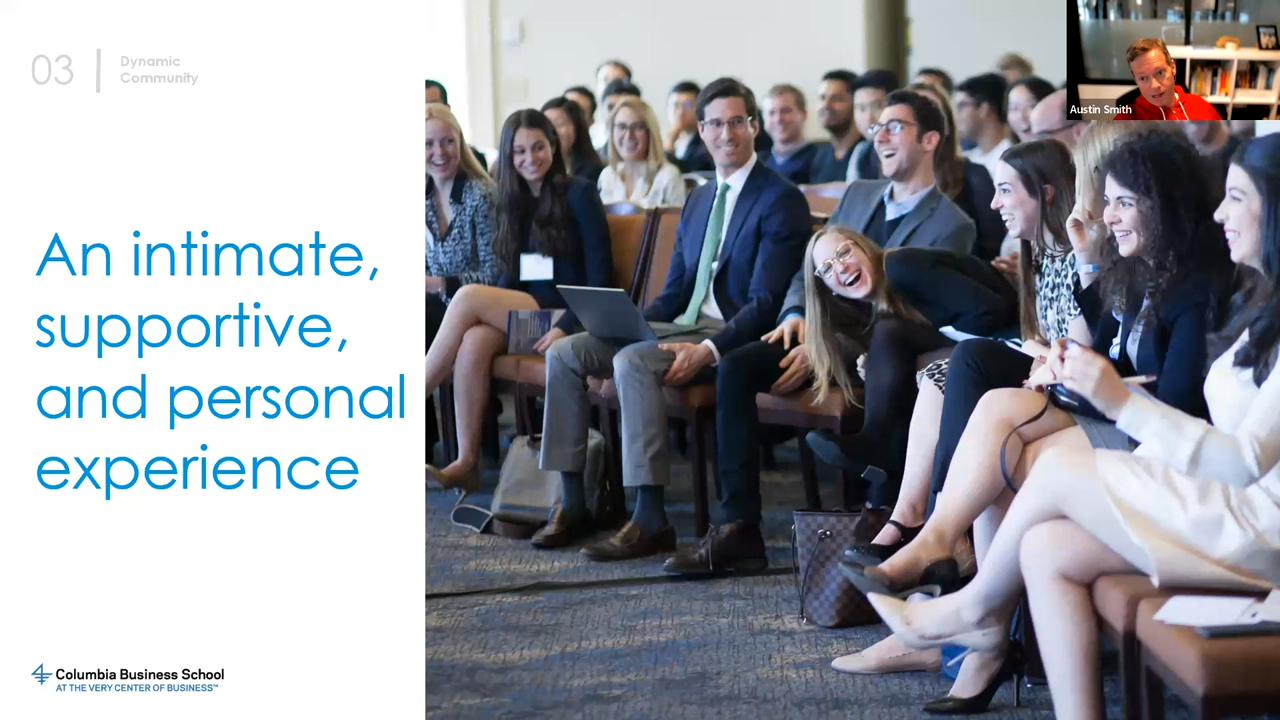 03
Dynamic
Community
Austin Smith
An intimate,
supportive,
and personal
experience
Columbia Business School
AT THE VERY CENTER OF BUSINESS™